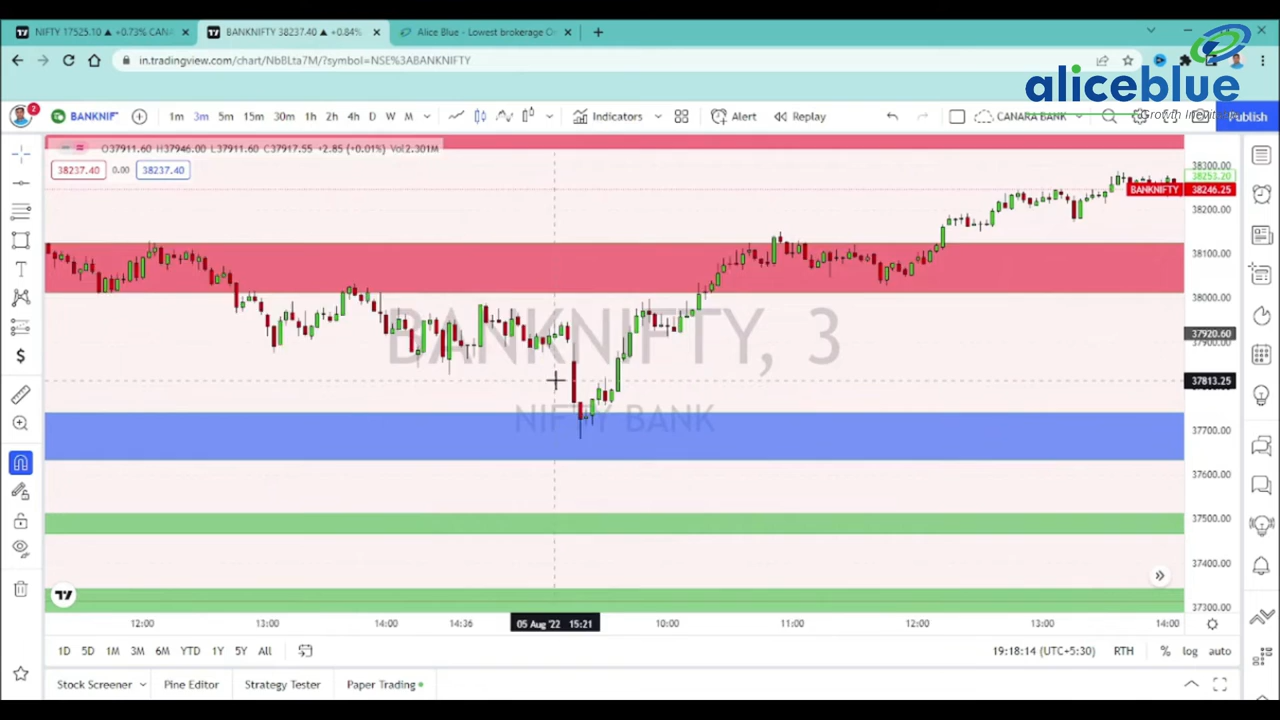 NIFTY 17525.10 ▲ +0.73% CANA
BANKNIFTY 38237.40 ▲ +0.84%
Alice Blue - Lowest brokerage On
in.tradingview.com/chart/NbBLta7M/?symbol=NSE%3ABANKNIFTY
aliceblue
2
BANKNIF
1m 3m 5m 15m 30m 1h 2h 4h D W M
Indicators
Alert
Replay
CANARA BANK
Publish
O37911.60 H37946.00 L37911.60 C37917.55 +2.85 (+0.01%) Vol2.301M
38237.40 0.00 38237.40
38300.00
38253.20
BANKNIFTY 38246.25
38200.00
38100.00
38000.00
37920.60
37900.00
37813.25
37700.00
37600.00
37500.00
37400.00
37300.00
BANKNIFTY, 3
NIFTY BANK
12:00 13:00 14:00 14:36 05 Aug '22 15:21 10:00 11:00 12:00 13:00 14:00
1D 5D 1M 3M 6M YTD 1Y 5Y All
19:18:14 (UTC+5:30) RTH % log auto
Stock Screener Pine Editor Strategy Tester Paper Trading